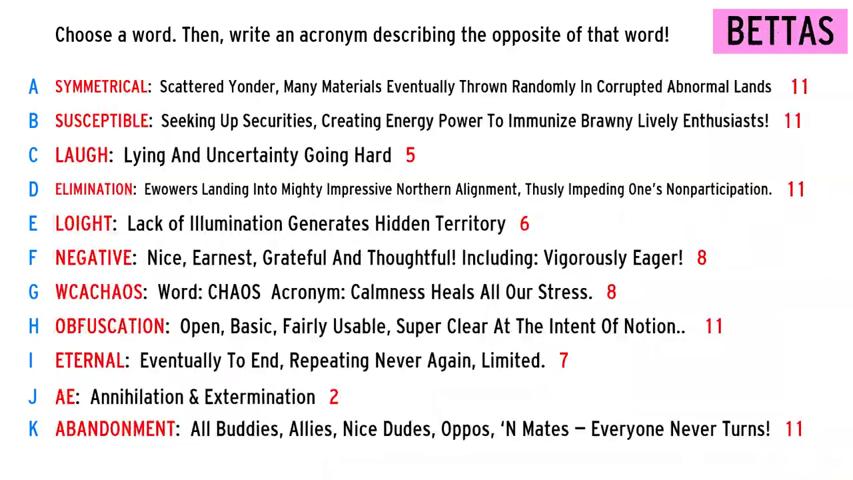 Choose a word. Then, write an acronym describing the opposite of that word!
BETTAS
A SYMMETRICAL: Scattered Yonder, Many Materials Eventually Thrown Randomly In Corrupted Abnormal Lands 11
B SUSCEPTIBLE: Seeking Up Securities, Creating Energy Power To Immunize Brawny Lively Enthusiasts! 11
C LAUGH: Lying And Uncertainty Going Hard 5
D ELIMINATION: Ewowers Landing Into Mighty Impressive Northern Alignment, Thusly Impeding One's Nonparticipation. 11
E LOIGHT: Lack of Illumination Generates Hidden Territory 6
F NEGATIVE: Nice, Earnest, Grateful And Thoughtful! Including: Vigorously Eager! 8
G WCACHAOS: Word: CHAOS Acronym: Calmness Heals All Our Stress. 8
H OBFUSCATION: Open, Basic, Fairly Usable, Super Clear At The Intent Of Notion.. 11
I ETERNAL: Eventually To End, Repeating Never Again, Limited. 7
J AE: Annihilation & Extermination 2
K ABANDONMENT: All Buddies, Allies, Nice Dudes, Oppos, 'N Mates – Everyone Never Turns! 11